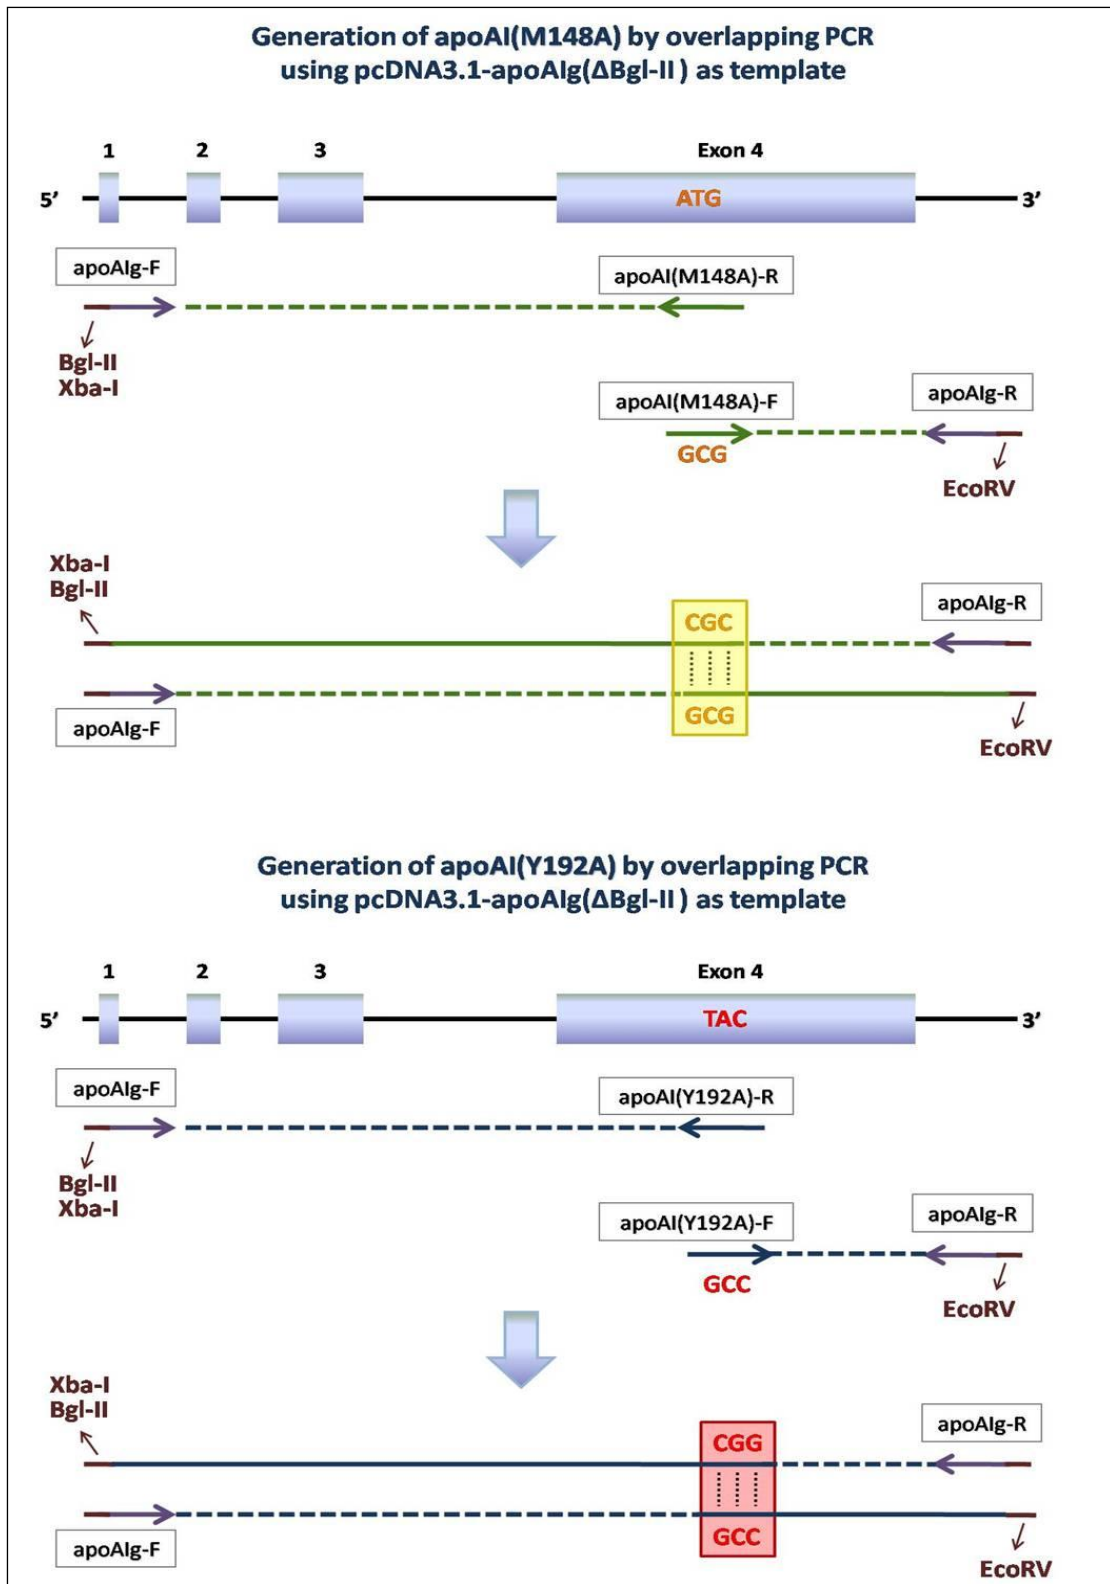 Generation of apoAI(M148A) by overlapping PCR
using pcDNA3.1-apoAIg(ΔBgl-II ) as template
1 2 3 Exon 4
5’ ATG 3’
apoAIg-F apoAI(M148A)-R
Bgl-II
Xba-I
apoAI(M148A)-F apoAIg-R
GCG
EcoRV
Xba-I
Bgl-II
CGC apoAIg-R
GCG
apoAIg-F
EcoRV
Generation of apoAI(Y192A) by overlapping PCR
using pcDNA3.1-apoAIg(ΔBgl-II ) as template
1 2 3 Exon 4
5’ TAC 3’
apoAIg-F apoAI(Y192A)-R
Bgl-II
Xba-I
apoAI(Y192A)-F apoAIg-R
GCC
EcoRV
Xba-I
Bgl-II
CGG apoAIg-R
GCC
apoAIg-F
EcoRV